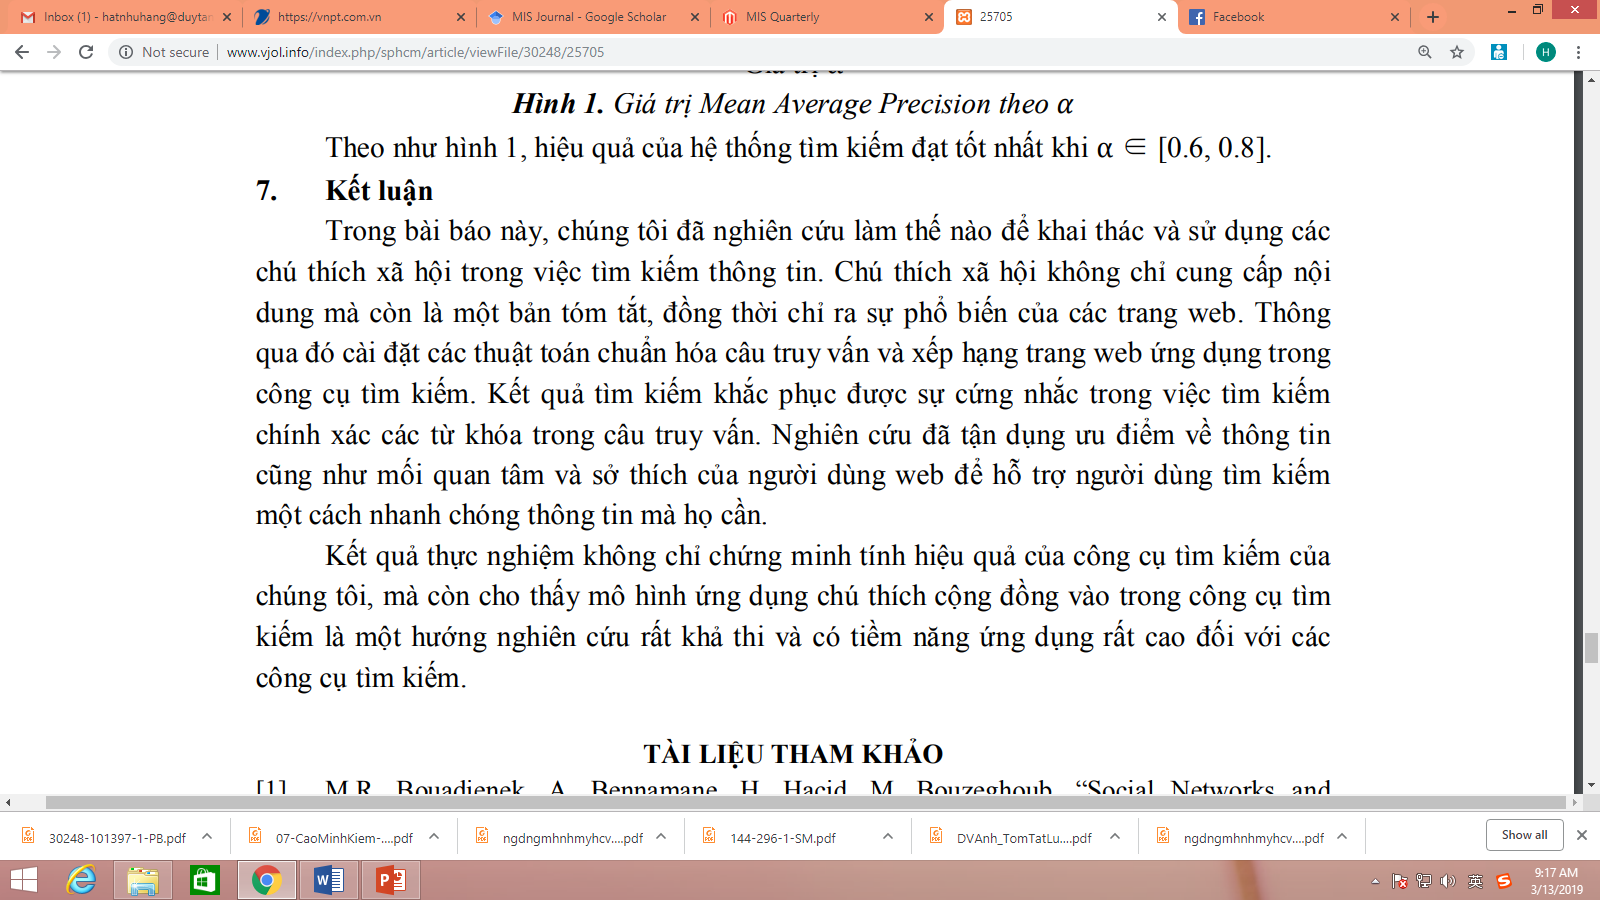 Inbox (1) - hatnhuhang@duytan
https://vnpt.com.vn
MIS Journal - Google Scholar
MIS Quarterly
25705
Facebook
Not secure
www.vjol.info/index.php/sphcm/article/viewFile/30248/25705
H
Hình 1. Giá trị Mean Average Precision theo α
Theo như hình 1, hiệu quả của hệ thống tìm kiếm đạt tốt nhất khi α ∈ [0.6, 0.8].
7. Kết luận
Trong bài báo này, chúng tôi đã nghiên cứu làm thế nào để khai thác và sử dụng các
chú thích xã hội trong việc tìm kiếm thông tin. Chú thích xã hội không chỉ cung cấp nội
dung mà còn là một bản tóm tắt, đồng thời chỉ ra sự phổ biến của các trang web. Thông
qua đó cài đặt các thuật toán chuẩn hóa câu truy vấn và xếp hạng trang web ứng dụng trong
công cụ tìm kiếm. Kết quả tìm kiếm khắc phục được sự cứng nhắc trong việc tìm kiếm
chính xác các từ khóa trong câu truy vấn. Nghiên cứu đã tận dụng ưu điểm về thông tin
cũng như mối quan tâm và sở thích của người dùng web để hỗ trợ người dùng tìm kiếm
một cách nhanh chóng thông tin mà họ cần.
Kết quả thực nghiệm không chỉ chứng minh tính hiệu quả của công cụ tìm kiếm của
chúng tôi, mà còn cho thấy mô hình ứng dụng chú thích cộng đồng vào trong công cụ tìm
kiếm là một hướng nghiên cứu rất khả thi và có tiềm năng ứng dụng rất cao đối với các
công cụ tìm kiếm.
TÀI LIỆU THAM KHẢO
[1] M.R. Bouadjenek, A. Bennamane, H. Hacid, M. Bouzeghoub, “Social Networks and
30248-101397-1-PB.pdf
07-CaoMinhKiem-....pdf
ngdngmhnhmyhcv....pdf
144-296-1-SM.pdf
DVAnh_TomTatLu....pdf
ngdngmhnhmyhcv....pdf
Show all
英
9:17 AM
3/13/2019